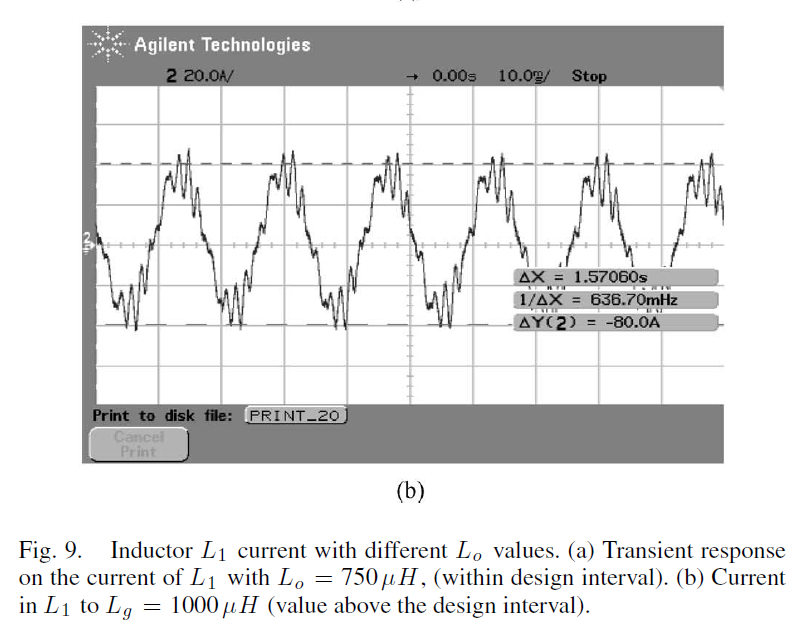 Agilent Technologies
2 20.0A/ → 0.00s 10.0ms/ Stop
2
ΔX = 1.57060s
1/ΔX = 636.70mHz
ΔY(2) = -80.0A
Print to disk file: PRINT_20
Cancel
Print
(b)
Fig. 9. Inductor L1 current with different Lo values. (a) Transient response
on the current of L1 with Lo = 750 μH, (within design interval). (b) Current
in L1 to Lg = 1000 μH (value above the design interval).